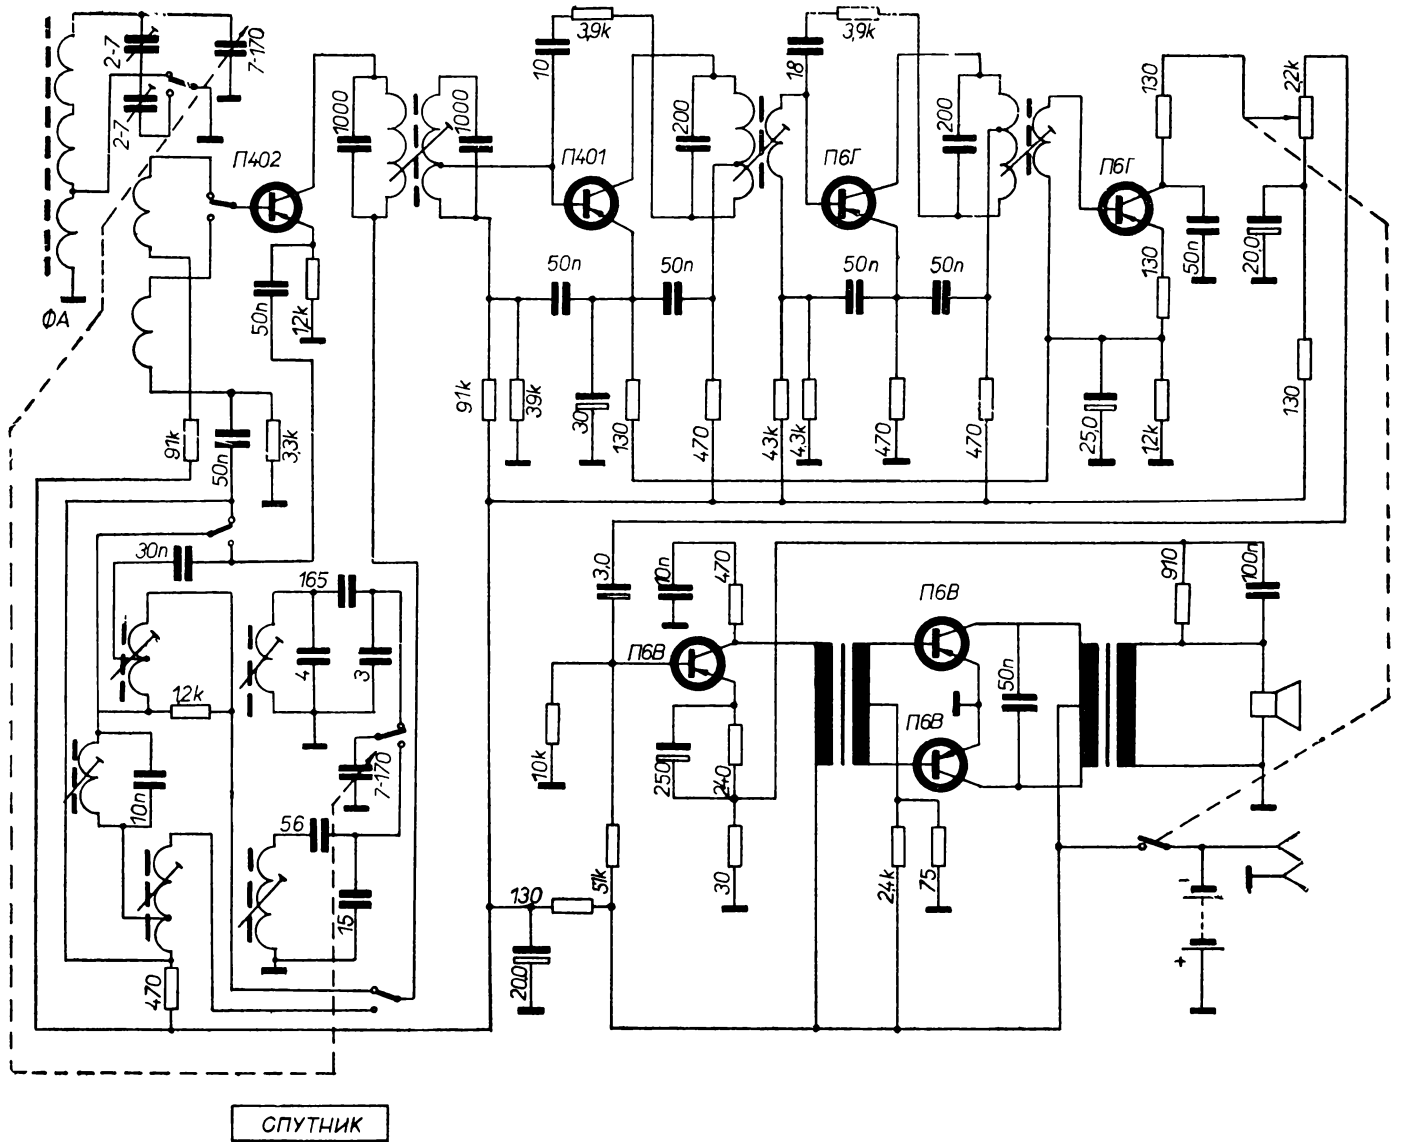 2-7
7-170
2-7
ФА
П402
1000
1000
10
3,9k
П401
200
18
3,9k
П6Г
200
П6Г
130
22k
130
50n
20,0
50n
12k
50n
50n
50n
50n
91k
39k
30
130
470
43k
4,3k
470
470
25,0
12k
130
91k
50n
3,3k
30n
165
4
3
12k
10n
7-170
56
15
470
3,0
10n
470
П6В
10k
250
240
30
51k
130
20,0
П6В
П6В
50n
24k
75
910
100n
-
+
СПУТНИК